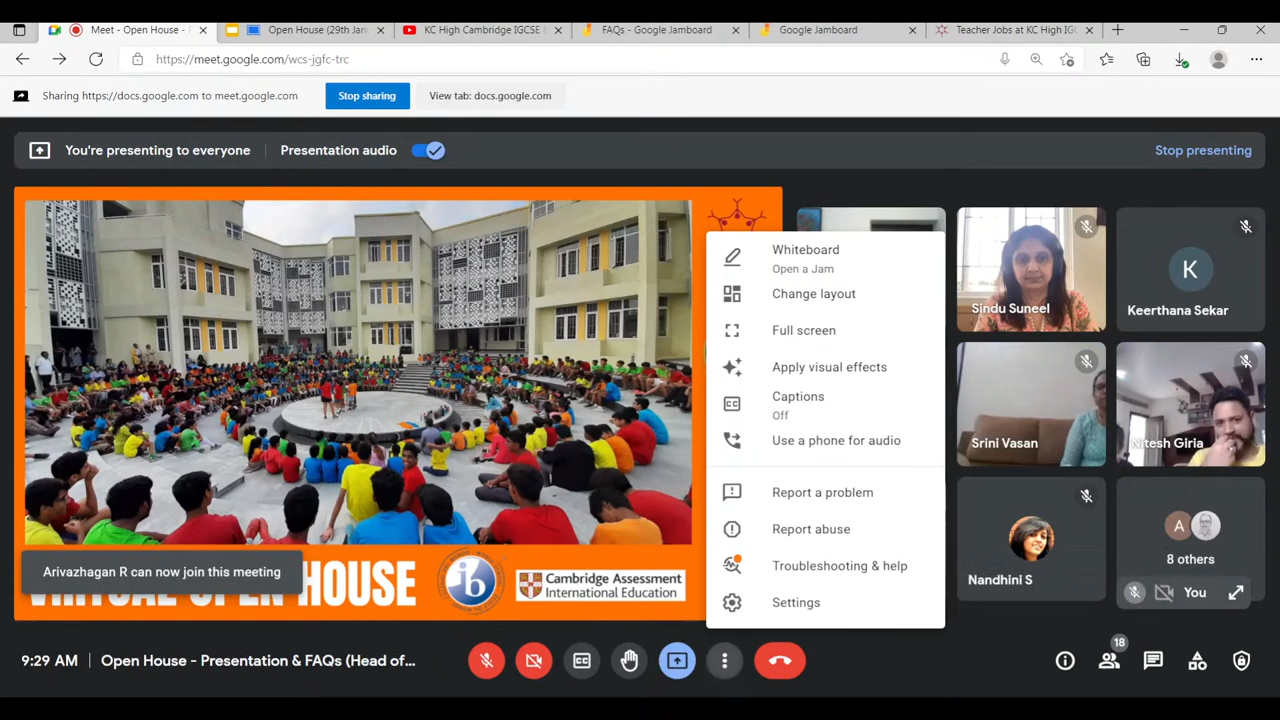 Meet - Open House -
Open House (29th Jan
KC High Cambridge IGCSE
FAQs - Google Jamboard
Google Jamboard
Teacher Jobs at KC High IGC
https://meet.google.com/wcs-jgfc-trc
Sharing https://docs.google.com to meet.google.com
Stop sharing
View tab: docs.google.com
You're presenting to everyone
Presentation audio
Stop presenting
Whiteboard
Open a Jam
Change layout
Full screen
Apply visual effects
Captions
Off
Use a phone for audio
Report a problem
Report abuse
Troubleshooting & help
Settings
Sindu Suneel
K
Keerthana Sekar
Srini Vasan
Nitesh Giria
Nandhini S
A
8 others
You
Arivazhagan R can now join this meeting
VIRTUAL OPEN HOUSE
ib
Cambridge Assessment
International Education
9:29 AM
Open House - Presentation & FAQs (Head of...
18